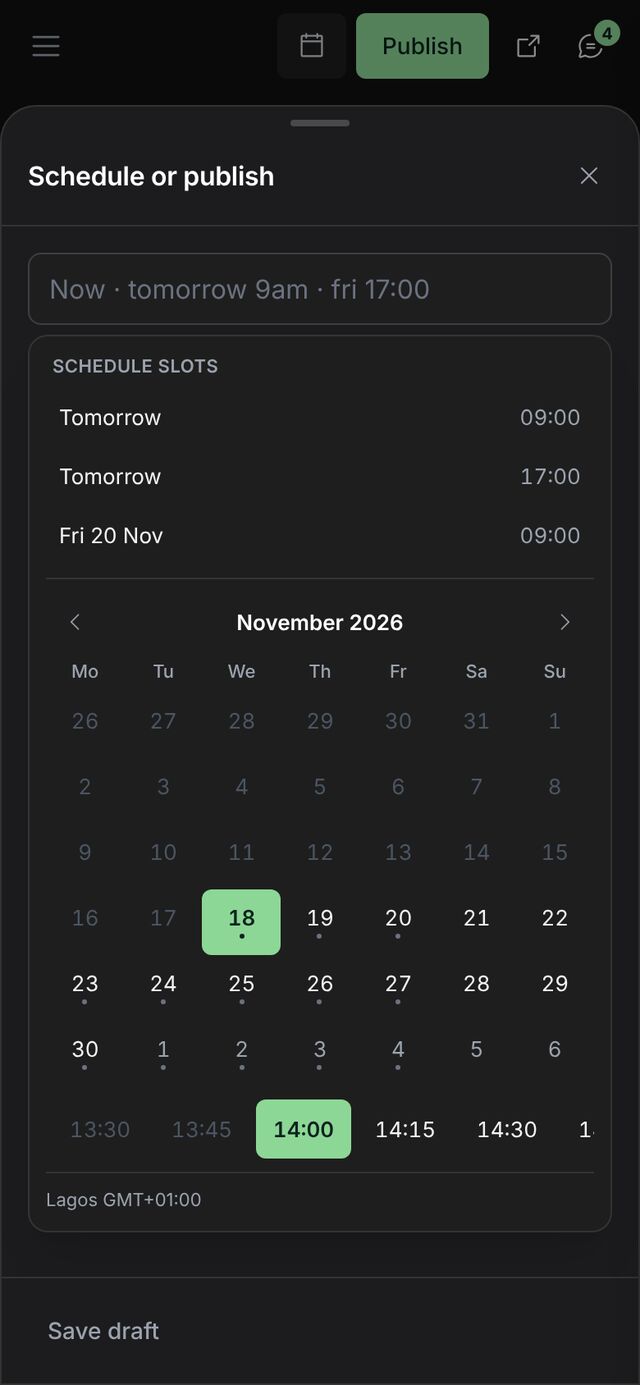 Publish
4
Schedule or publish
Now · tomorrow 9am · fri 17:00
SCHEDULE SLOTS
Tomorrow 09:00
Tomorrow 17:00
Fri 20 Nov 09:00
November 2026
Mo Tu We Th Fr Sa Su
26 27 28 29 30 31 1
2 3 4 5 6 7 8
9 10 11 12 13 14 15
16 17 18 19 20 21 22
23 24 25 26 27 28 29
30 1 2 3 4 5 6
13:30 13:45 14:00 14:15 14:30
Lagos GMT+01:00
Save draft